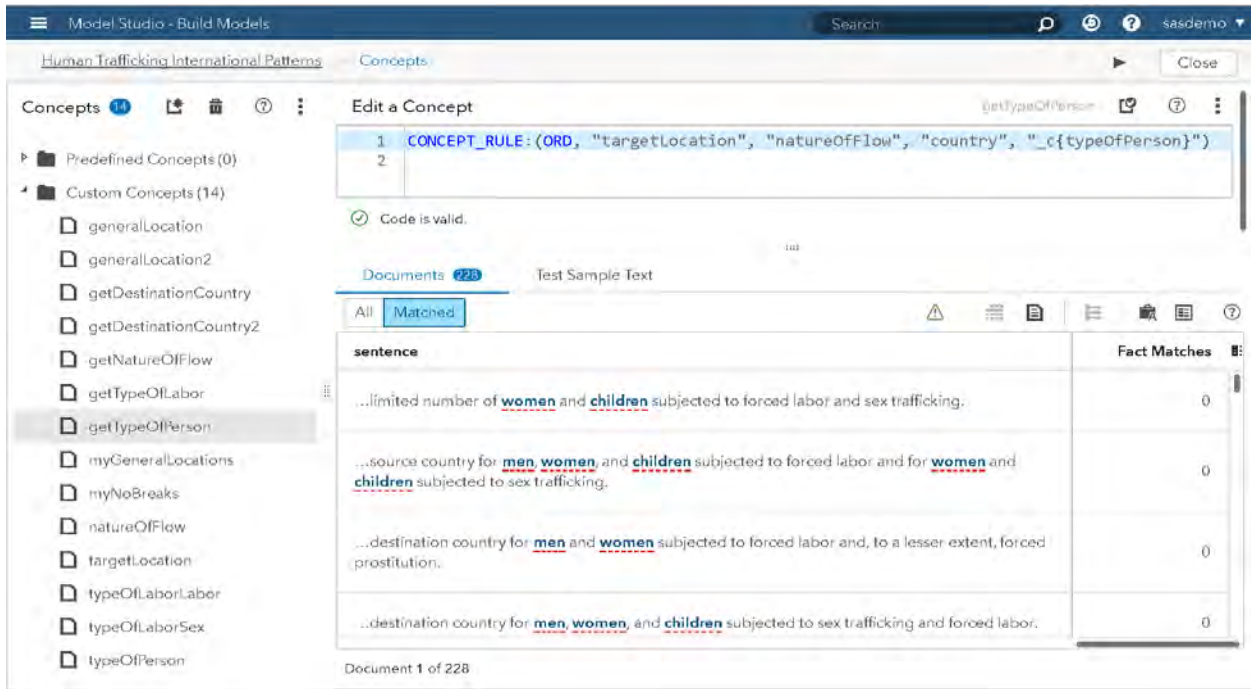 Model Studio - Build Models
Search
sasdemo
Human Trafficking International Patterns
Concepts
Close
Concepts 14
Edit a Concept
getTypeOfPerson
1 CONCEPT_RULE:(ORD, "targetLocation", "natureOfFlow", "country", "_c{typeOfPerson}")
2
Code is valid.
Predefined Concepts (0)
Custom Concepts (14)
generalLocation
generalLocation2
getDestinationCountry
getDestinationCountry2
getNatureOfFlow
getTypeOfLabor
getTypeOfPerson
myGeneralLocations
myNoBreaks
natureOfFlow
targetLocation
typeOfLaborLabor
typeOfLaborSex
typeOfPerson
Documents 228
Test Sample Text
All
Matched
sentence
Fact Matches
...limited number of women and children subjected to forced labor and sex trafficking.
0
...source country for men, women, and children subjected to forced labor and for women and
children subjected to sex trafficking.
0
...destination country for men and women subjected to forced labor and, to a lesser extent, forced
prostitution.
0
...destination country for men, women, and children subjected to sex trafficking and forced labor.
0
Document 1 of 228